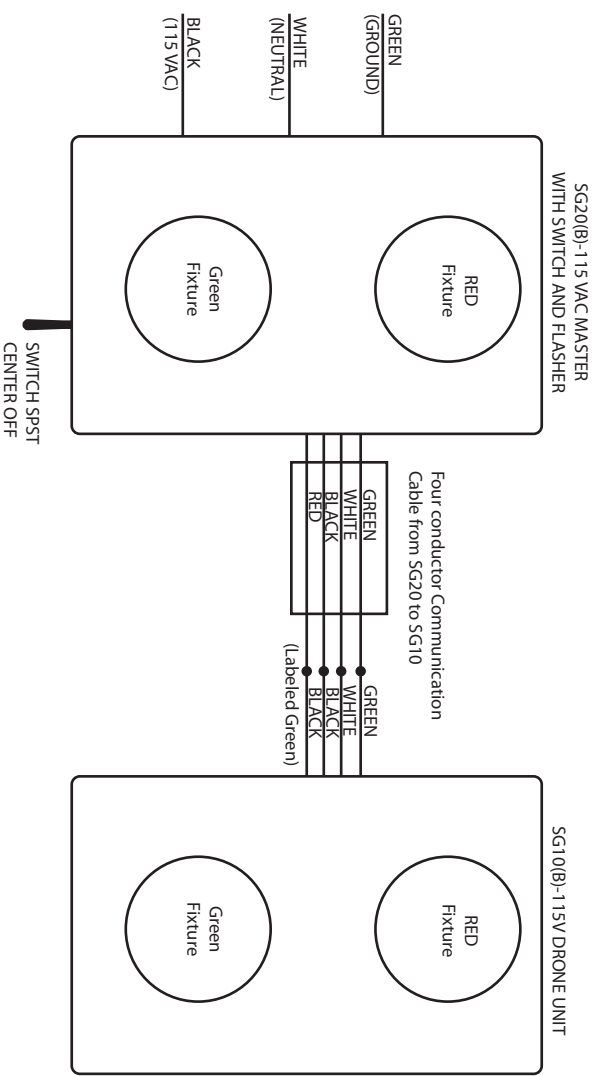 SG20(B)-115 VAC MASTER
WITH SWITCH AND FLASHER
GREEN
(GROUND)
WHITE
(NEUTRAL)
BLACK
(115 VAC)
RED
Fixture
Green
Fixture
SWITCH SPST
CENTER OFF
Four conductor Communication
Cable from SG20 to SG10
GREEN
WHITE
BLACK
RED
GREEN
WHITE
BLACK
BLACK
(Labeled Green)
SG10(B)-115V DRONE UNIT
RED
Fixture
Green
Fixture